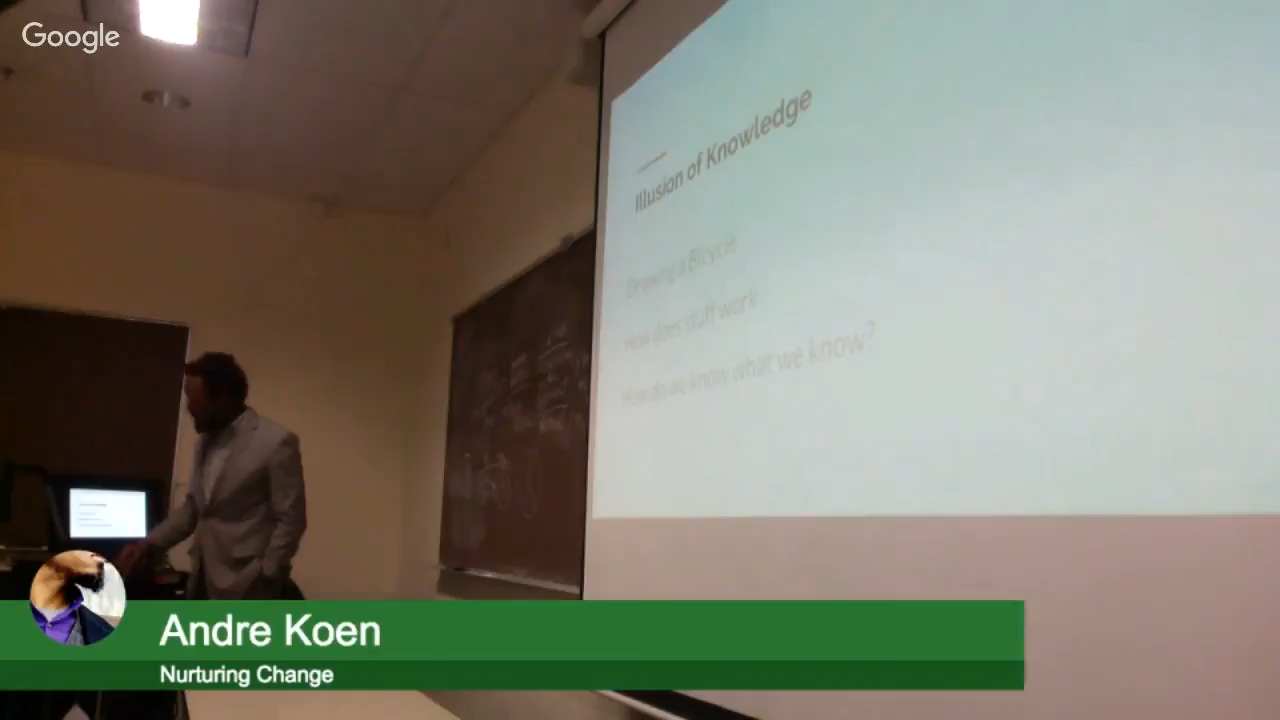 Google
Illusion of Knowledge
Drawing a Bicycle
How does stuff work
How do we know what we know?
Andre Koen
Nurturing Change